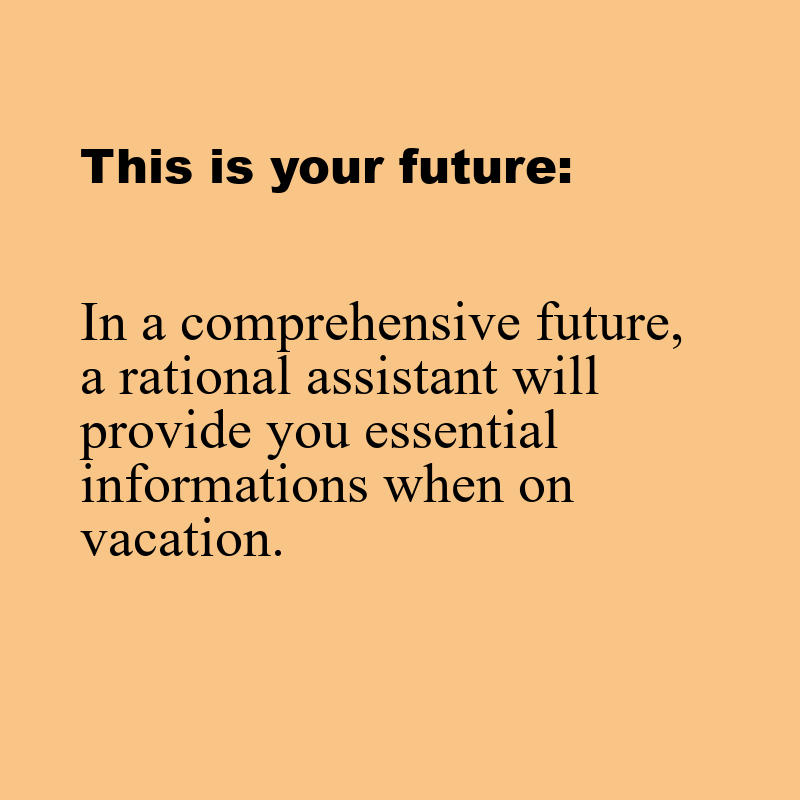 This is your future:
In a comprehensive future,
a rational assistant will
provide you essential
informations when on
vacation.